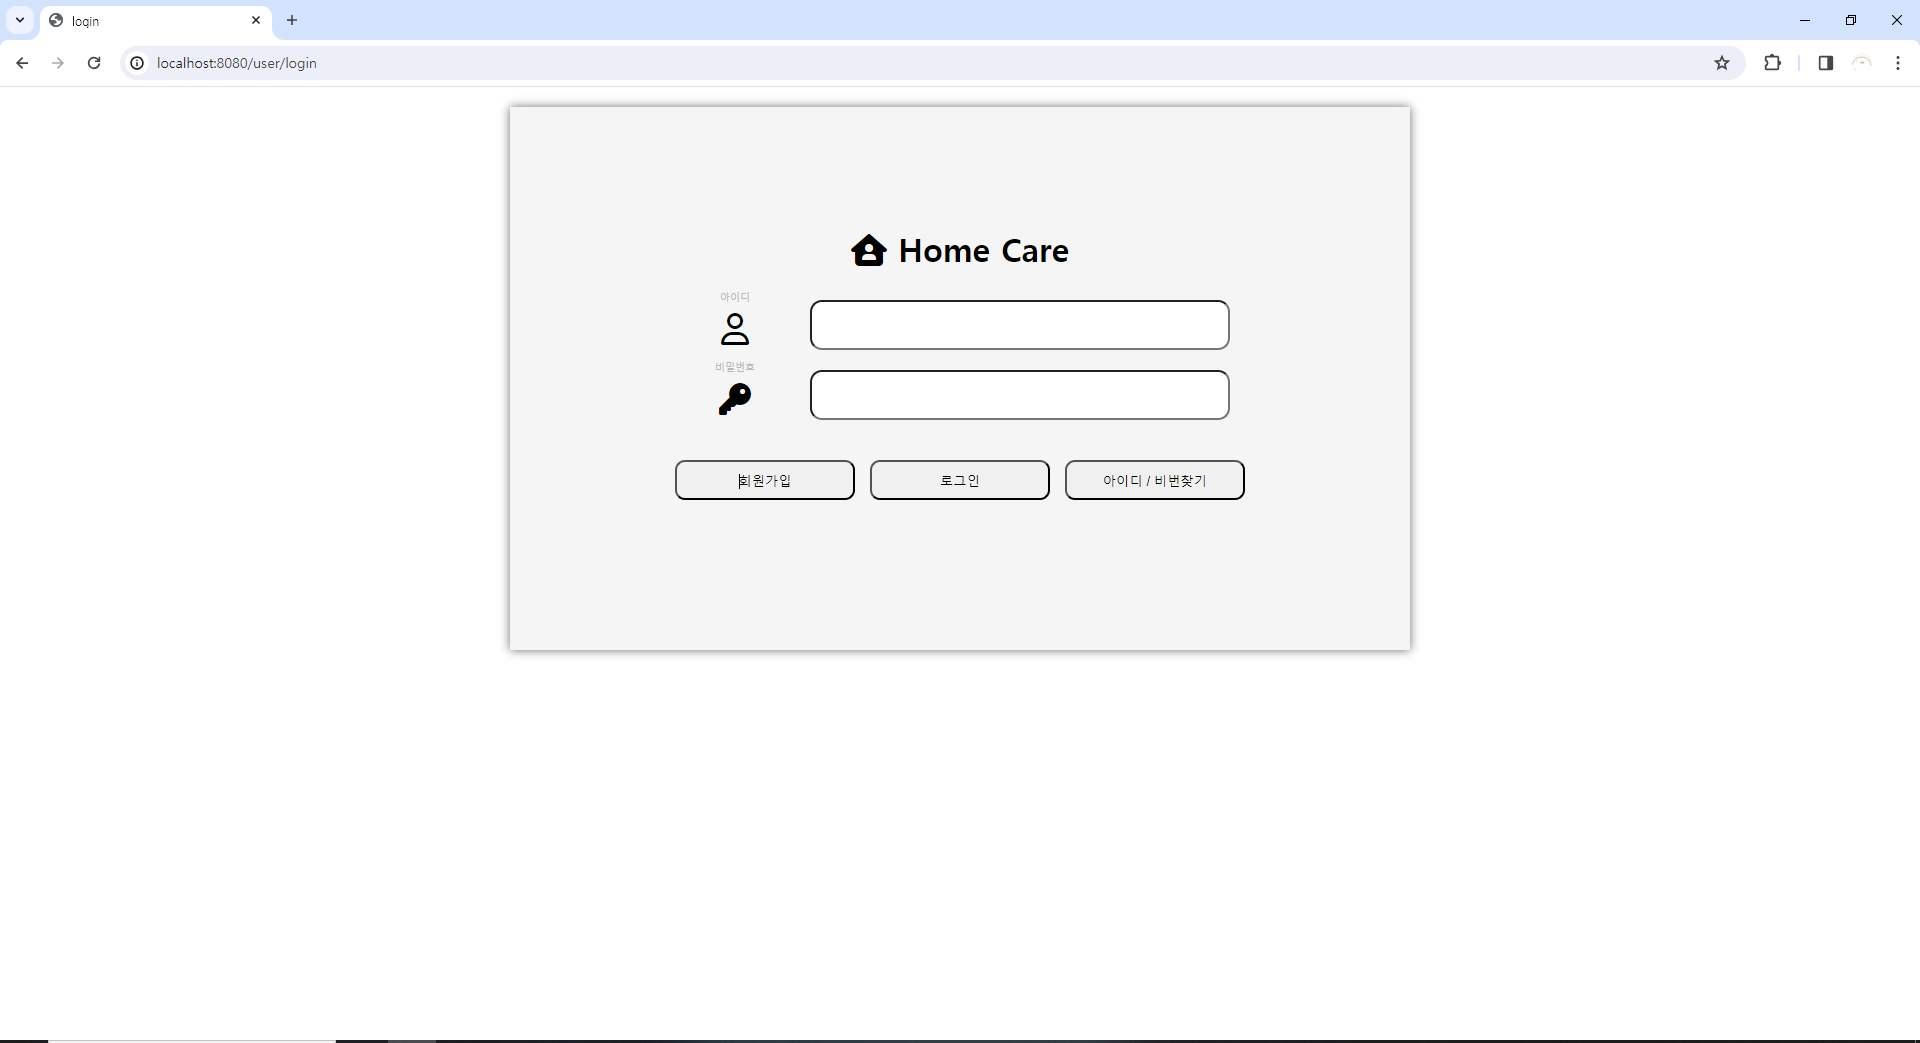 login
localhost:8080/user/login
Home Care
아이디
비밀번호
회원가입
로그인
아이디 / 비번찾기